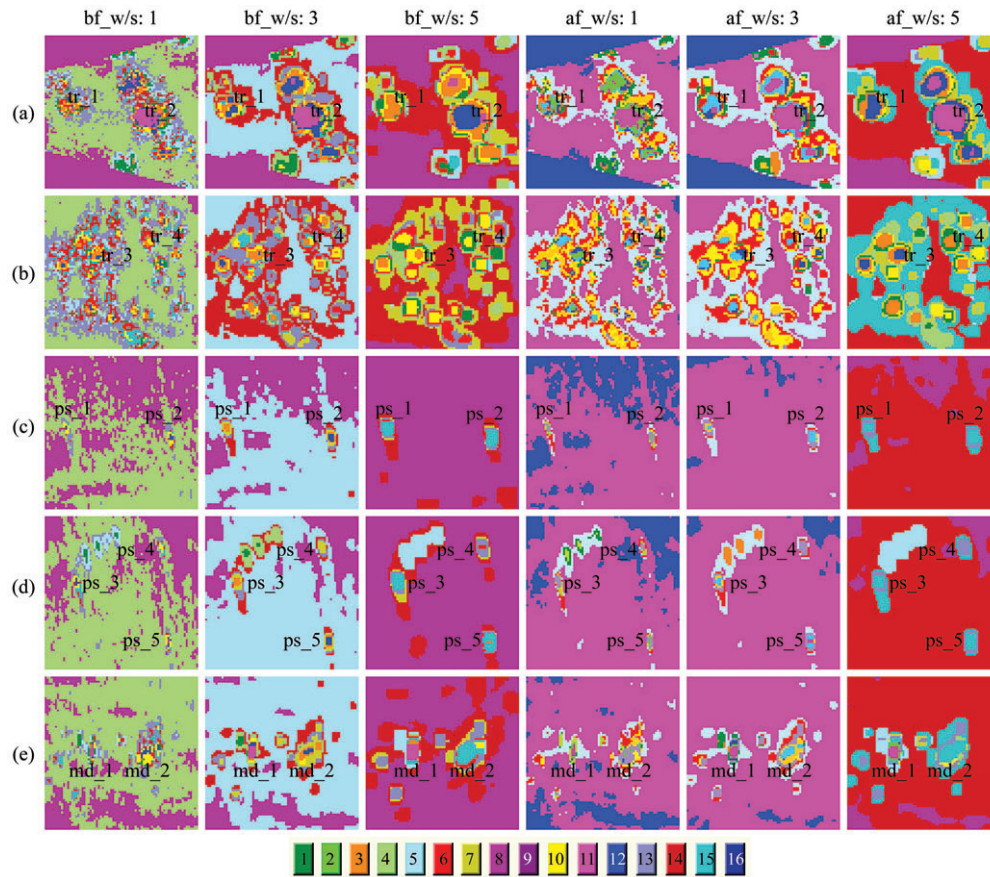 bf_w/s: 1 bf_w/s: 3 bf_w/s: 5 af_w/s: 1 af_w/s: 3 af_w/s: 5
(a) tr_1 tr_2 tr_1 tr_2 tr_1 tr_2 tr_1 tr_2 tr_1 tr_2 tr_1 tr_2
(b) tr_3 tr_4 tr_3 tr_4 tr_3 tr_4 tr_3 tr_4 tr_3 tr_4 tr_3 tr_4
(c) ps_1 ps_2 ps_1 ps_2 ps_1 ps_2 ps_1 ps_2 ps_1 ps_2 ps_1 ps_2
(d) ps_4 ps_4 ps_4 ps_4 ps_4 ps_4
ps_3 ps_3 ps_3 ps_3 ps_3 ps_3
ps_5 ps_5 ps_5 ps_5 ps_5 ps_5
(e) md_1 md_2 md_1 md_2 md_1 md_2 md_1 md_2 md_1 md_2 md_1 md_2
1 2 3 4 5 6 7 8 9 10 11 12 13 14 15 16